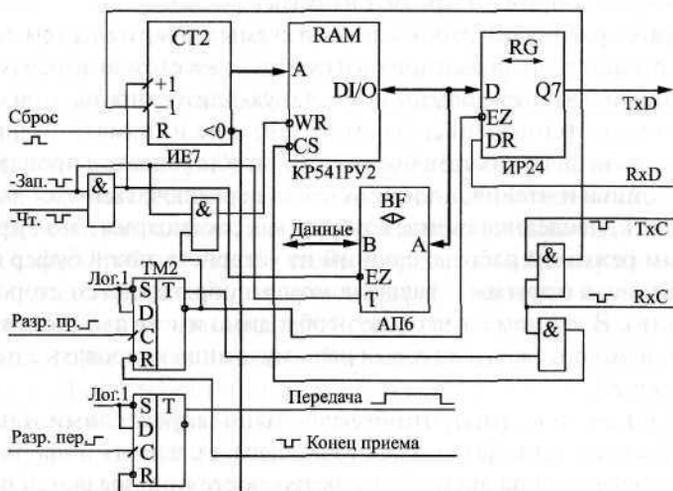 CT2
RAM
RG
A
DI/O
D
Q7
TxD
+1
-1
EZ
DR
Сброс
R
<0
WR
CS
ИЕ7
КР541РУ2
ИР24
RxD
Зап.
&
&
BF
TxC
Чт.
Данные
B
A
&
Лог.1
TM2
S
T
D
EZ
T
RxC
Разр. пр.
C
АП6
&
R
Передача
Лог.1
S
T
D
Разр. пер.
C
Конец приема
R